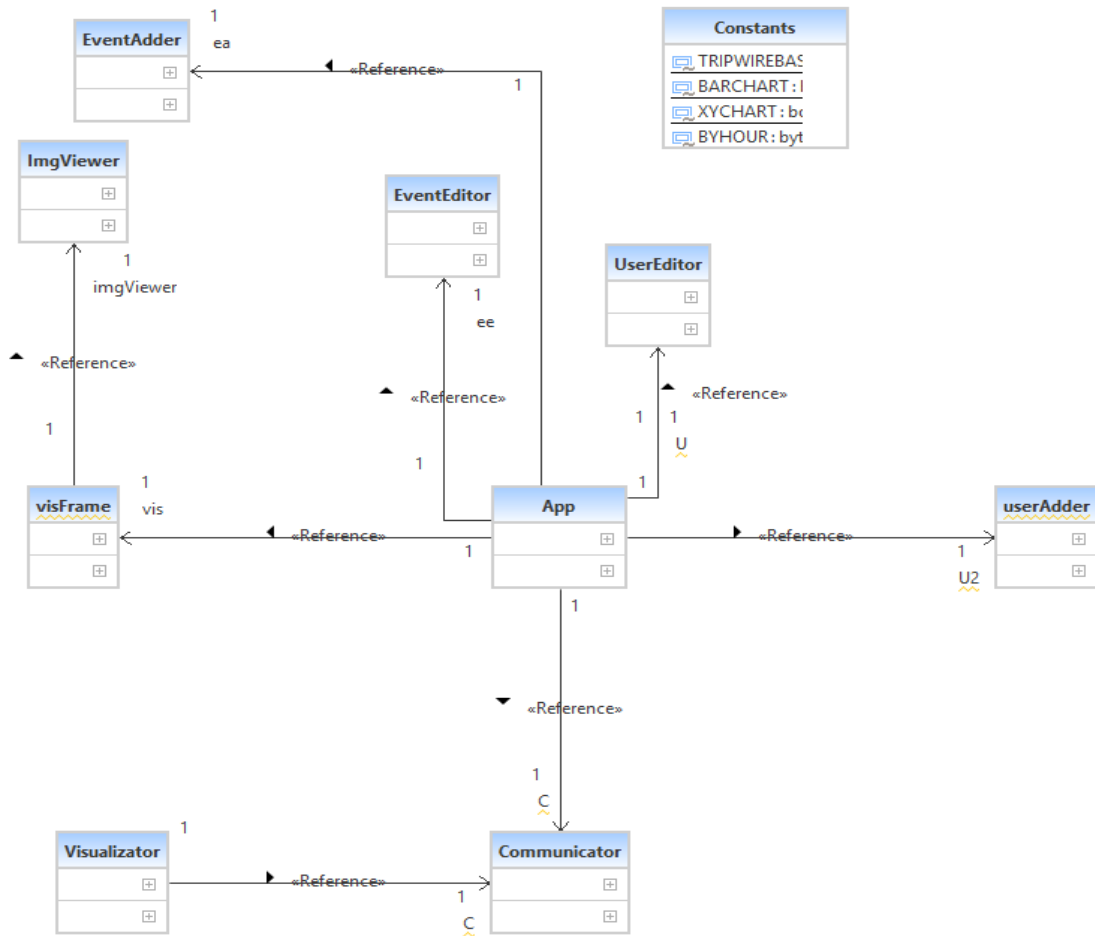 1
EventAdder
ea
«Reference»
1
Constants
TRIPWIREBAS
BARCHART:
XYCHART:
BYHOUR:byt
ImgViewer
1
imgViewer
«Reference»
1
EventEditor
1
ee
«Reference»
1
UserEditor
«Reference»
1
1
U
1
visFrame
1
vis
«Reference»
1
App
«Reference»
userAdder
1
U2
1
«Reference»
1
C
Visualizator
1
«Reference»
1
C
Communicator